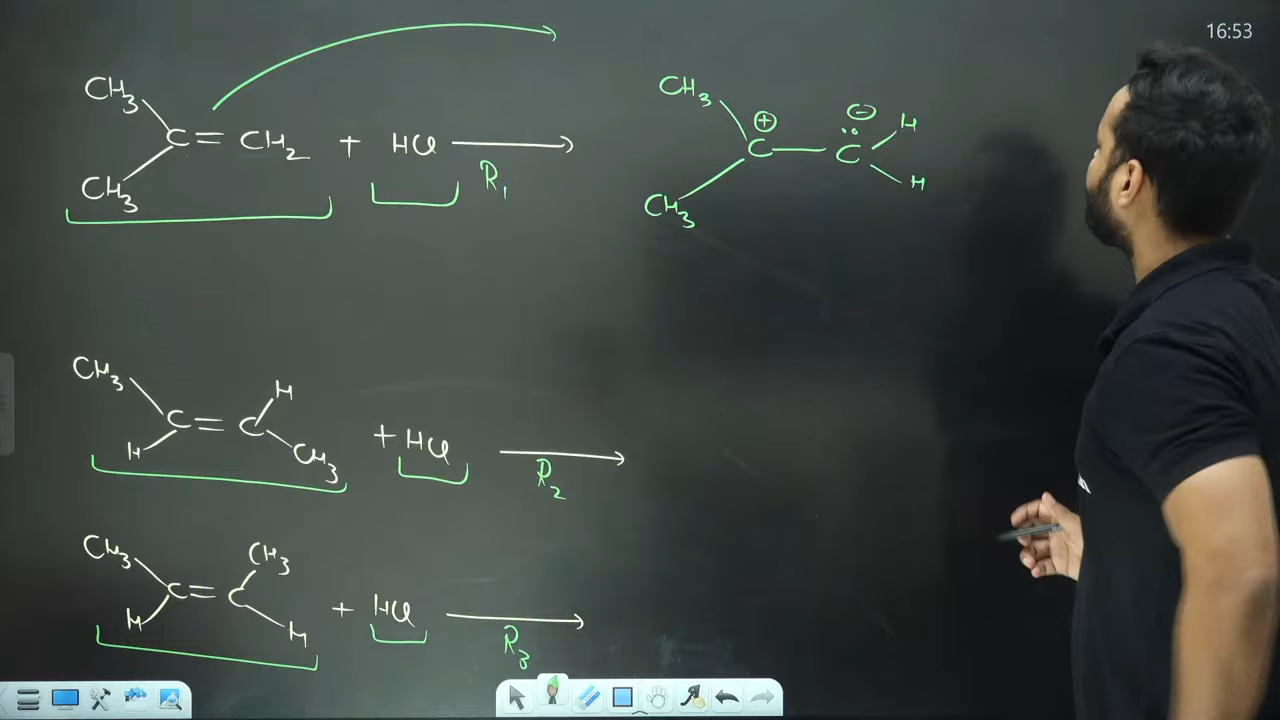 16:53
CH₃
C = CH₂ + HCl ⟶
CH₃
R₁
CH₃
⊕ ⊖
C — C̈
H
H
CH₃
CH₃
H
C = C + HCl ⟶
H
CH₃
R₂
CH₃
CH₃
C = C + HCl ⟶
H
H
R₃